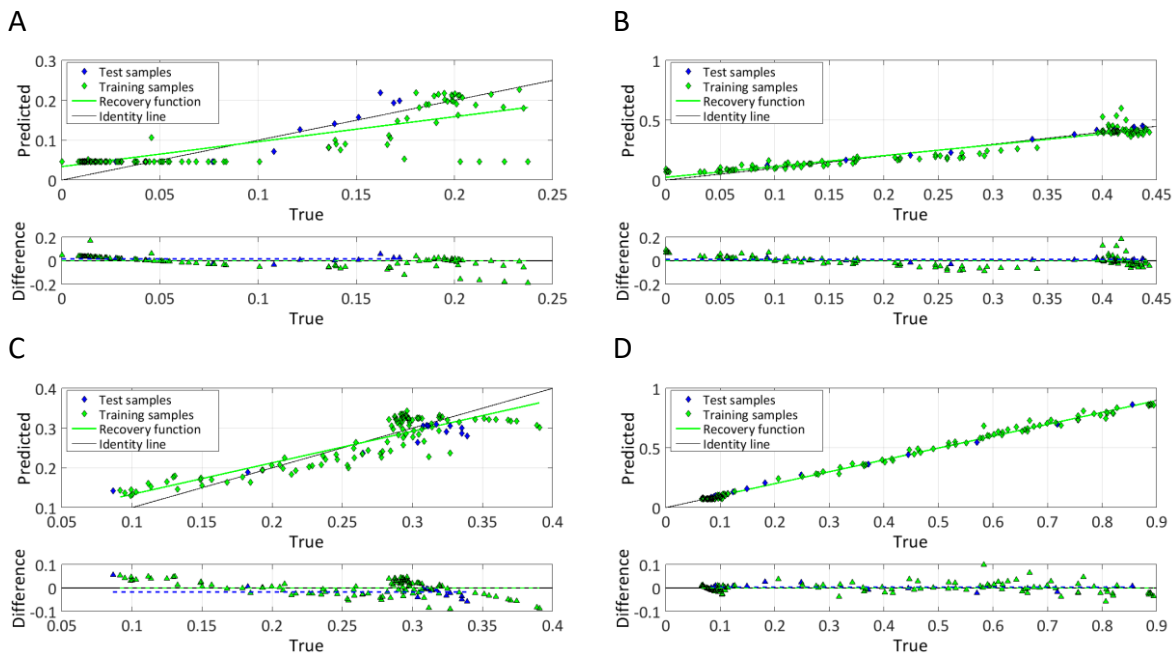 A
0.3
0.2
0.1
0
Predicted
Test samples
Training samples
Recovery function
Identity line
0 0.05 0.1 0.15 0.2 0.25
True
0.2
0
-0.2
Difference
0 0.05 0.1 0.15 0.2 0.25
True
B
1
0.5
0
Predicted
Test samples
Training samples
Recovery function
Identity line
0 0.05 0.1 0.15 0.2 0.25 0.3 0.35 0.4 0.45
True
0.2
0
-0.2
Difference
0 0.05 0.1 0.15 0.2 0.25 0.3 0.35 0.4 0.45
True
C
0.4
0.3
0.2
0.1
Predicted
Test samples
Training samples
Recovery function
Identity line
0.05 0.1 0.15 0.2 0.25 0.3 0.35 0.4
True
0.1
0
-0.1
Difference
0.05 0.1 0.15 0.2 0.25 0.3 0.35 0.4
True
D
1
0.5
0
Predicted
Test samples
Training samples
Recovery function
Identity line
0 0.1 0.2 0.3 0.4 0.5 0.6 0.7 0.8 0.9
True
0.1
0
-0.1
Difference
0 0.1 0.2 0.3 0.4 0.5 0.6 0.7 0.8 0.9
True